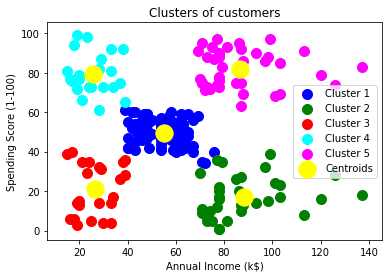 Clusters of customers
Spending Score (1-100)
100
80
60
40
20
0
Cluster 1
Cluster 2
Cluster 3
Cluster 4
Cluster 5
Centroids
20 40 60 80 100 120 140
Annual Income (k$)